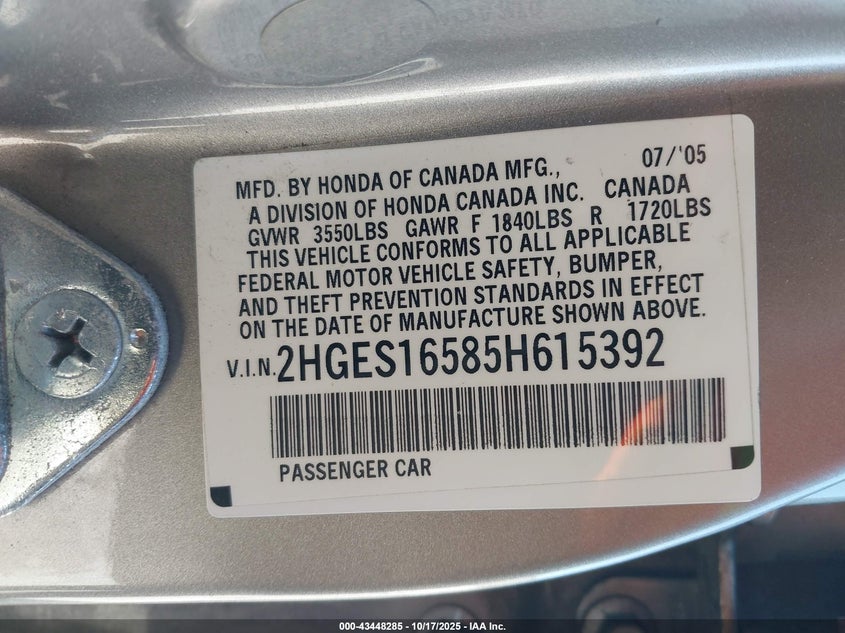 07/'05
MFD. BY HONDA OF CANADA MFG.,
A DIVISION OF HONDA CANADA INC. CANADA
GVWR 3550LBS GAWR F 1840LBS R 1720LBS
THIS VEHICLE CONFORMS TO ALL APPLICABLE
FEDERAL MOTOR VEHICLE SAFETY, BUMPER,
AND THEFT PREVENTION STANDARDS IN EFFECT
ON THE DATE OF MANUFACTURE SHOWN ABOVE.
V.I.N. 2HGES16585H615392
PASSENGER CAR
000-43448285 - 10/17/2025 - IAA Inc.